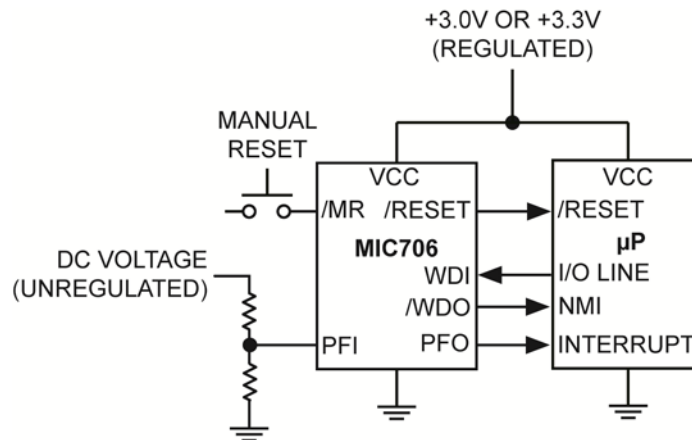 +3.0V OR +3.3V
(REGULATED)
MANUAL
RESET
VCC
VCC
/MR
/RESET
/RESET
MIC706
µP
DC VOLTAGE
(UNREGULATED)
WDI
I/O LINE
/WDO
NMI
PFI
PFO
INTERRUPT